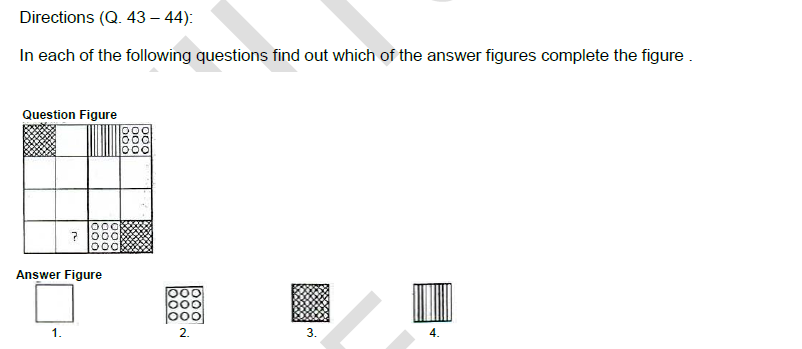 Directions (Q. 43 – 44):
In each of the following questions find out which of the answer figures complete the figure .
Question Figure
?
Answer Figure
1. 2. 3. 4.